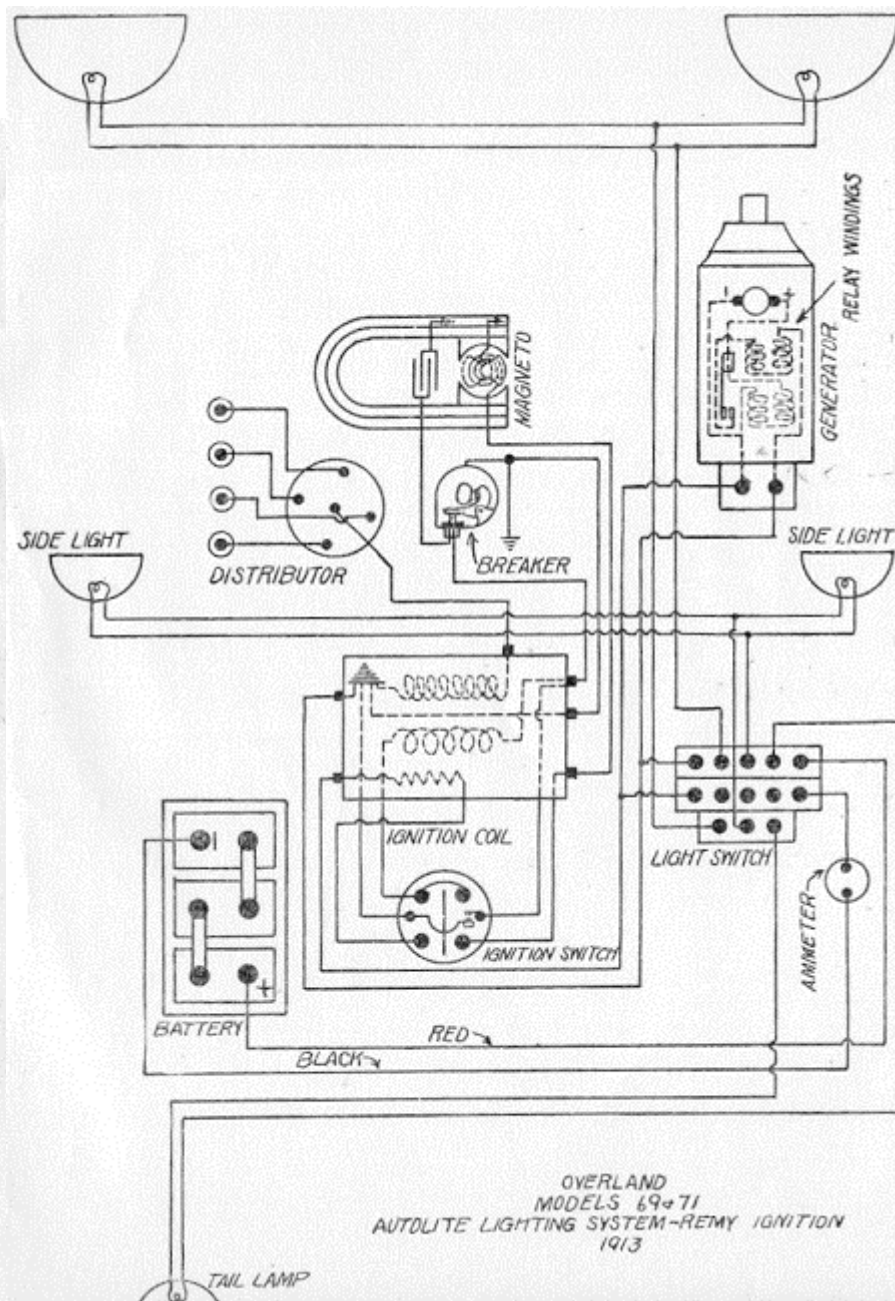 RELAY WINDINGS
GENERATOR
- +
MAGNETO
SIDE LIGHT
SIDE LIGHT
BREAKER
DISTRIBUTOR
IGNITION COIL
LIGHT SWITCH
AMMETER
IGNITION SWITCH
-
+
BATTERY
RED
BLACK
OVERLAND
MODELS 69&71
AUTOLITE LIGHTING SYSTEM-REMY IGNITION
1913
TAIL LAMP